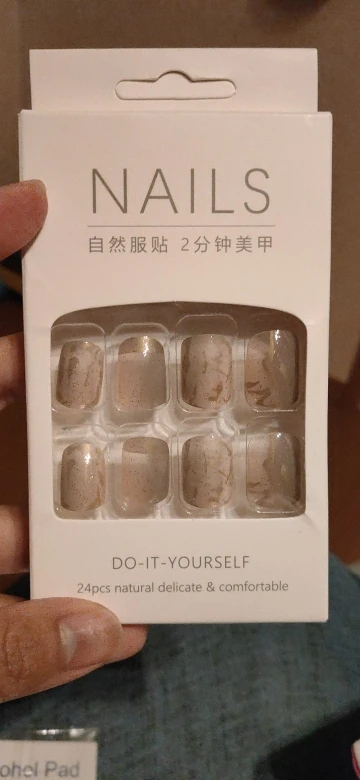 NAILS
自然服贴 2分钟美甲
DO-IT-YOURSELF
24pcs natural delicate & comfortable
ohol Pad